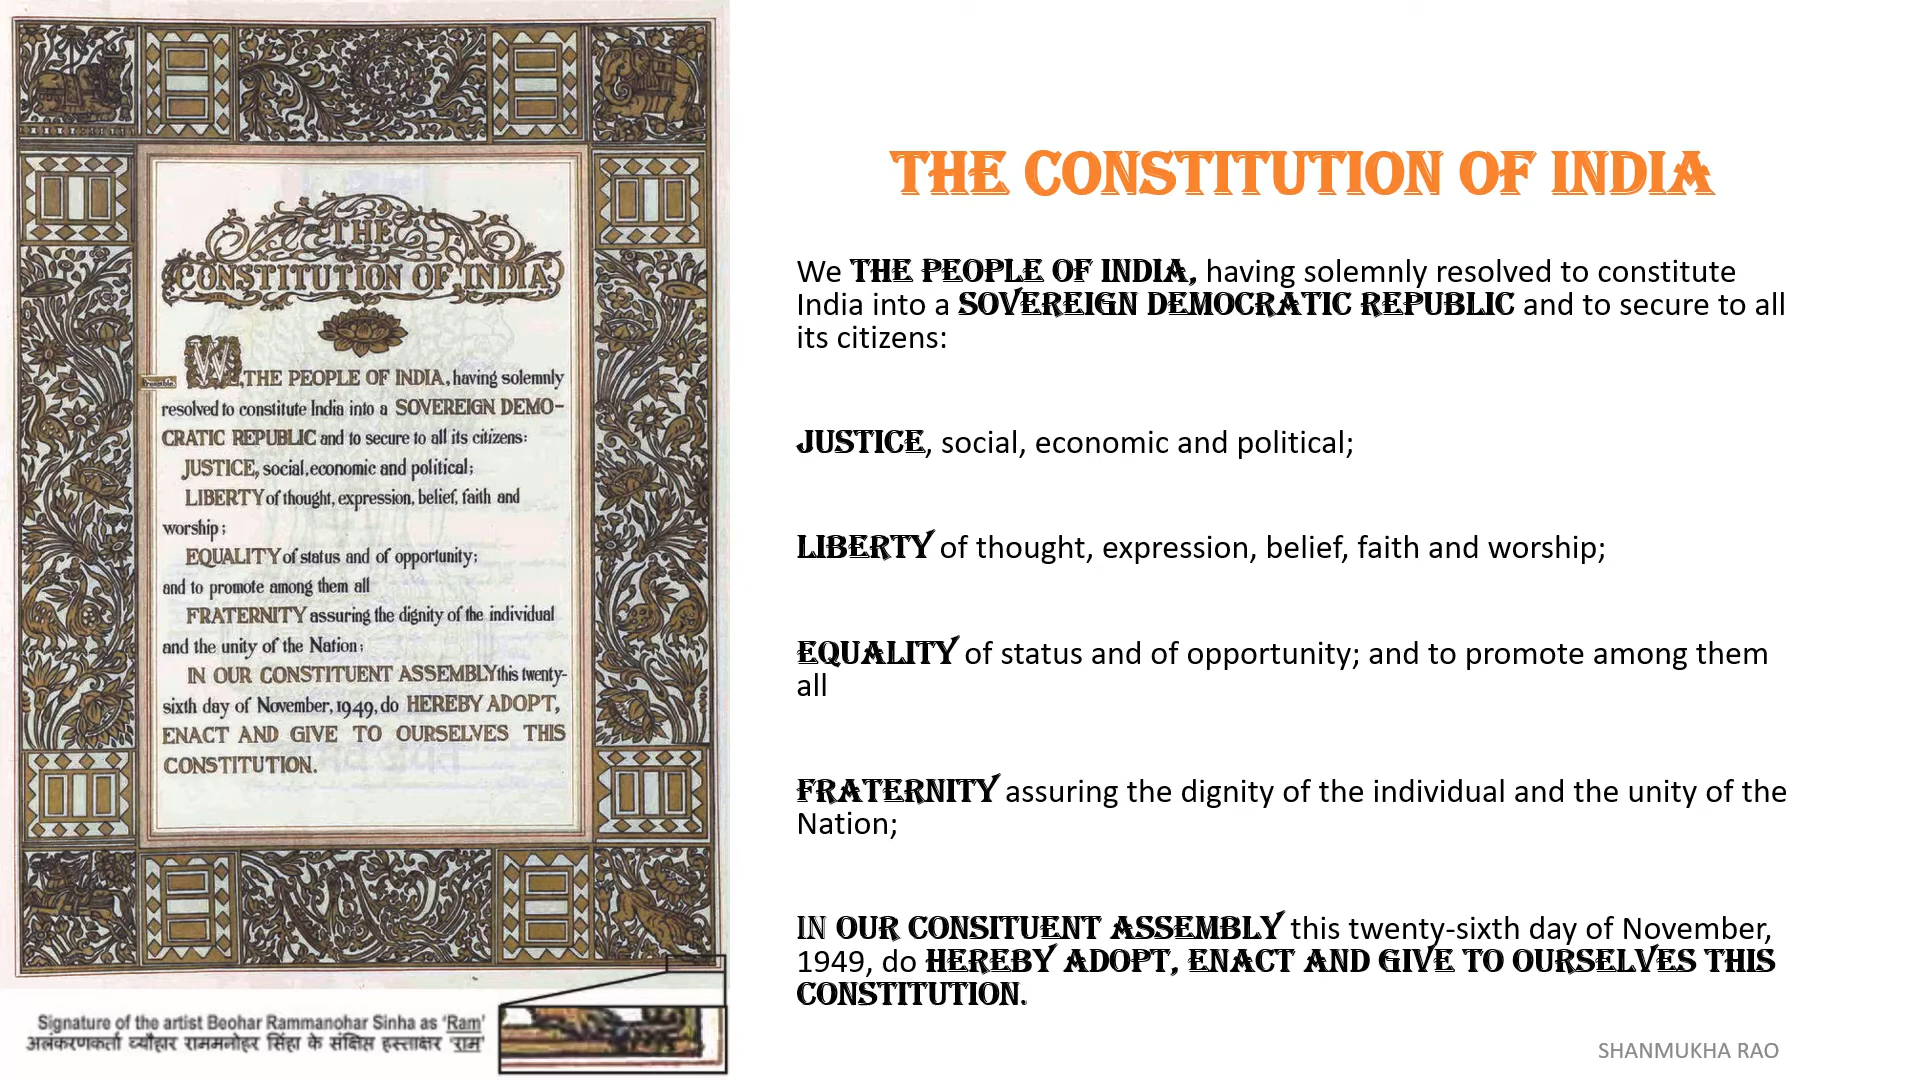 THE
CONSTITUTION OF INDIA
WE, THE PEOPLE OF INDIA, having solemnly
Preamble.
resolved to constitute India into a SOVEREIGN DEMO-
CRATIC REPUBLIC and to secure to all its citizens:
JUSTICE, social, economic and political;
LIBERTY of thought, expression, belief, faith and
worship;
EQUALITY of status and of opportunity;
and to promote among them all
FRATERNITY assuring the dignity of the individual
and the unity of the Nation;
IN OUR CONSTITUENT ASSEMBLY this twenty-
sixth day of November, 1949, do HEREBY ADOPT,
ENACT AND GIVE TO OURSELVES THIS
CONSTITUTION.
Signature of the artist Beohar Rammanohar Sinha as 'Ram'
अलंकरणकर्ता व्यौहार राममनोहर सिंहा के संक्षिप्त हस्ताक्षर 'राम'
THE CONSTITUTION OF INDIA
We THE PEOPLE OF INDIA, having solemnly resolved to constitute
India into a SOVEREIGN DEMOCRATIC REPUBLIC and to secure to all
its citizens:
JUSTICE, social, economic and political;
LIBERTY of thought, expression, belief, faith and worship;
EQUALITY of status and of opportunity; and to promote among them
all
FRATERNITY assuring the dignity of the individual and the unity of the
Nation;
IN OUR CONSITUENT ASSEMBLY this twenty-sixth day of November,
1949, do HEREBY ADOPT, ENACT AND GIVE TO OURSELVES THIS
CONSTITUTION.
SHANMUKHA RAO